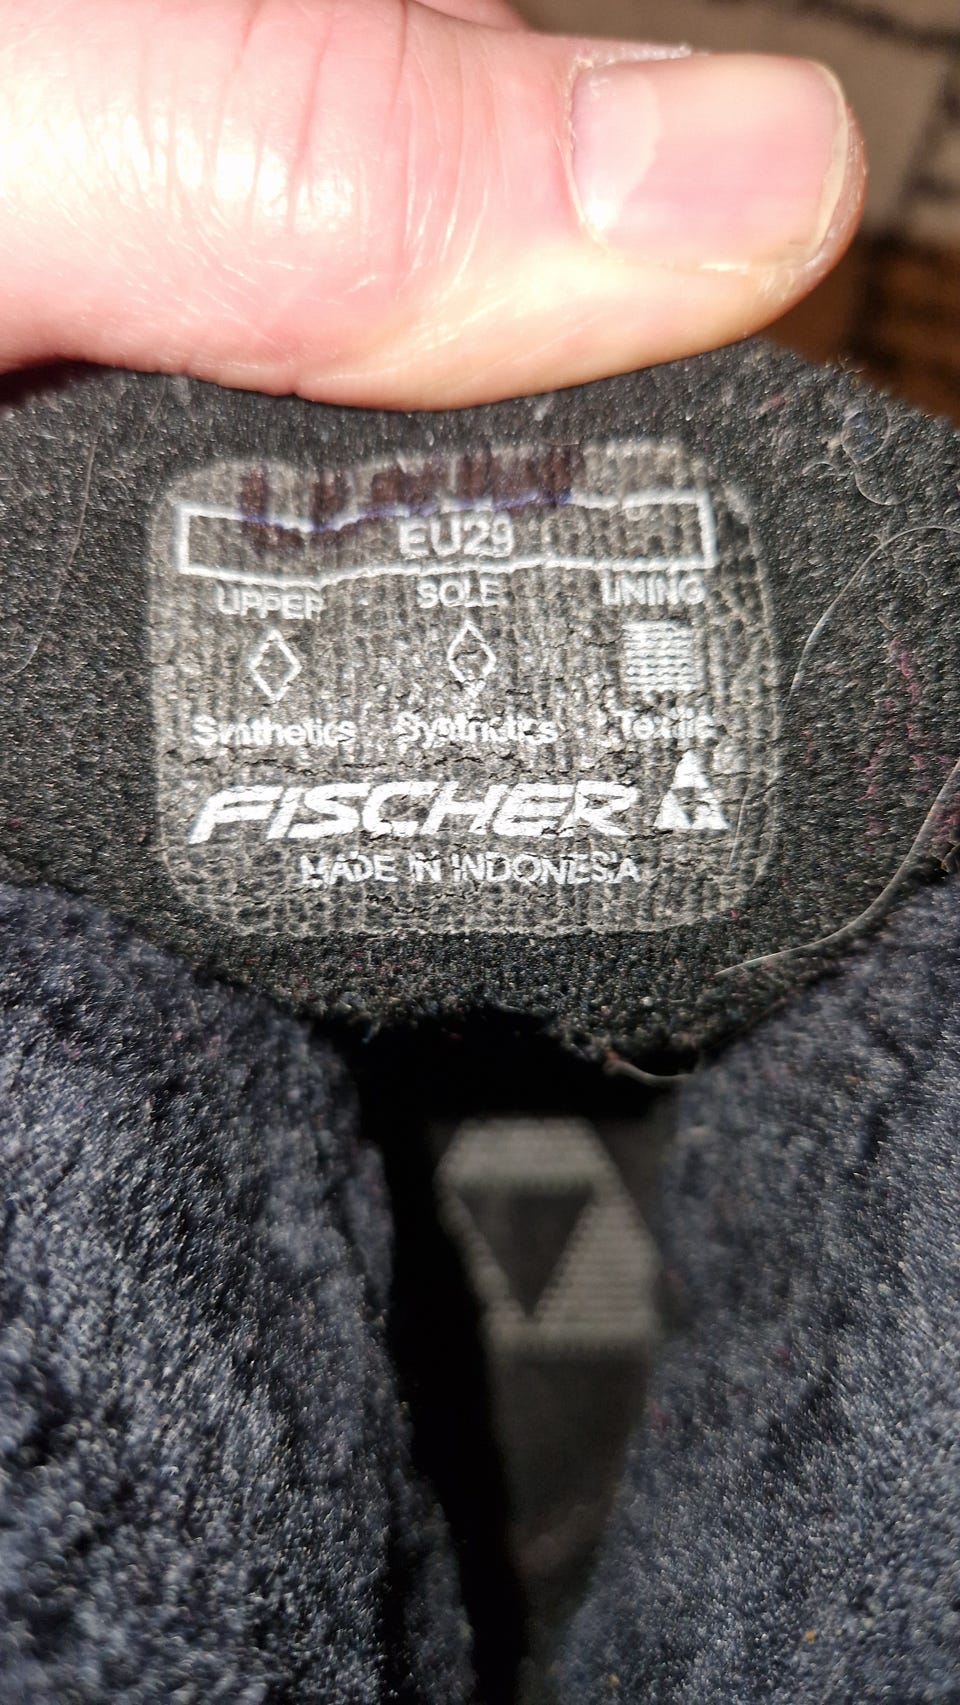 EU29
UPPER SOLE LINING
Synthetics Synthetics Textile
FISCHER
MADE IN INDONESIA